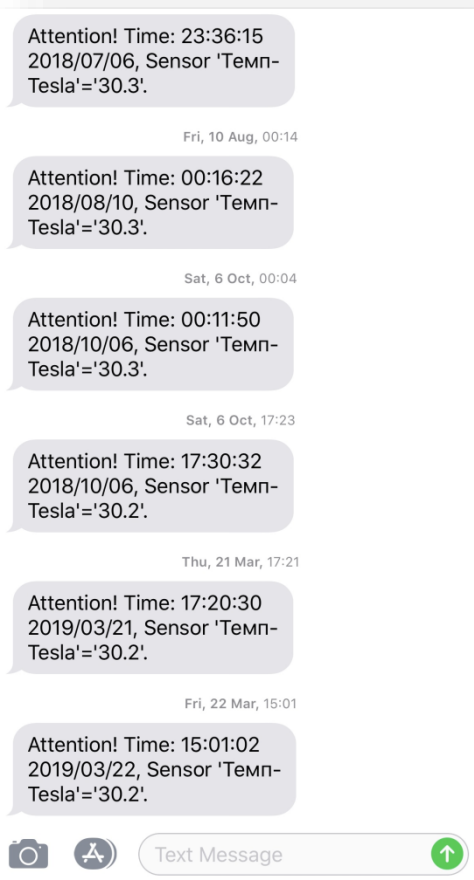 Attention! Time: 23:36:15
2018/07/06, Sensor 'Темп-
Tesla'='30.3'.
Fri, 10 Aug, 00:14
Attention! Time: 00:16:22
2018/08/10, Sensor 'Темп-
Tesla'='30.3'.
Sat, 6 Oct, 00:04
Attention! Time: 00:11:50
2018/10/06, Sensor 'Темп-
Tesla'='30.3'.
Sat, 6 Oct, 17:23
Attention! Time: 17:30:32
2018/10/06, Sensor 'Темп-
Tesla'='30.2'.
Thu, 21 Mar, 17:21
Attention! Time: 17:20:30
2019/03/21, Sensor 'Темп-
Tesla'='30.2'.
Fri, 22 Mar, 15:01
Attention! Time: 15:01:02
2019/03/22, Sensor 'Темп-
Tesla'='30.2'.
Text Message